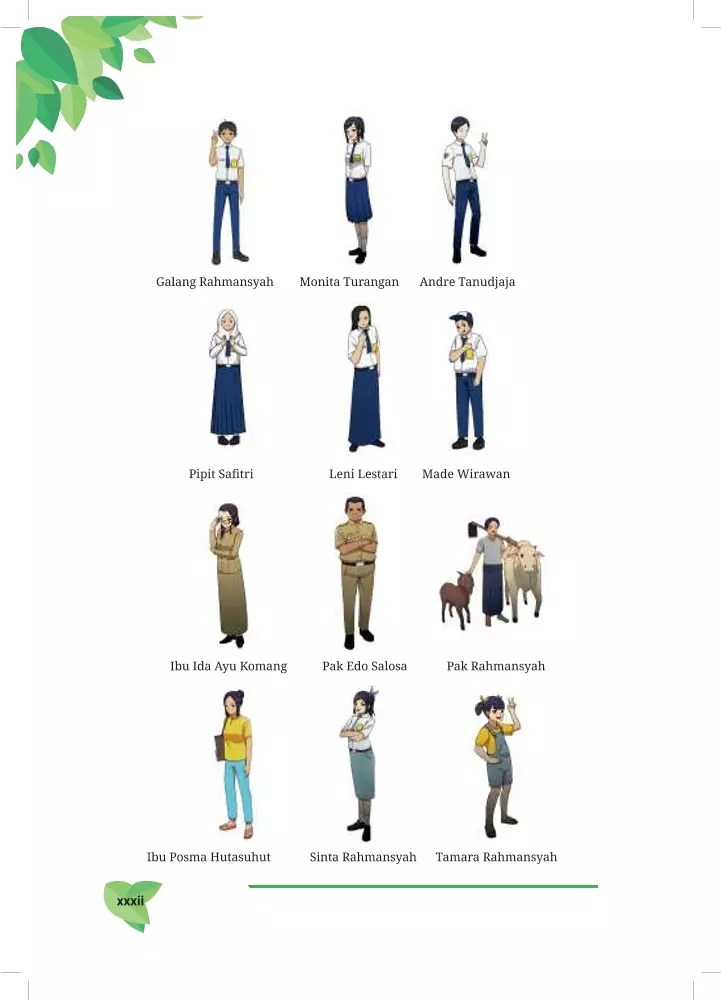 Galang Rahmansyah
Monita Turangan
Andre Tanudjaja
Pipit Safitri
Leni Lestari
Made Wirawan
Ibu Ida Ayu Komang
Pak Edo Salosa
Pak Rahmansyah
Ibu Posma Hutasuhut
Sinta Rahmansyah
Tamara Rahmansyah
xxxii